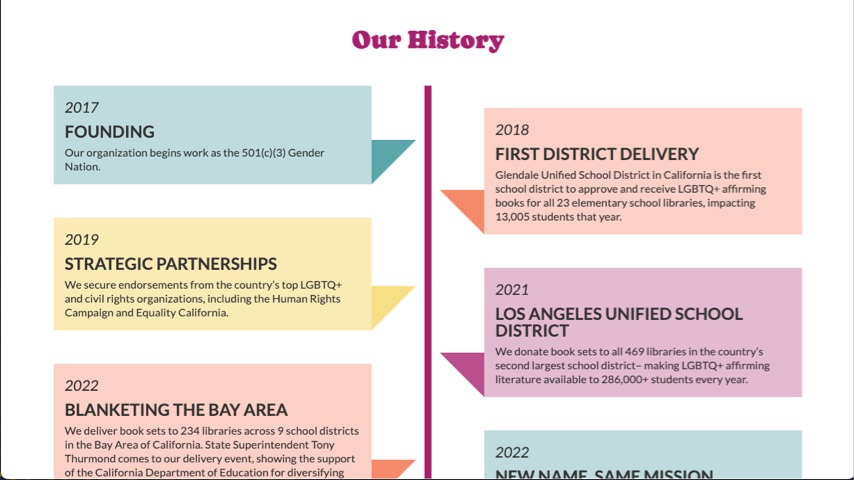 Our History
2017
FOUNDING
Our organization begins work as the 501(c)(3) Gender
Nation.
2018
FIRST DISTRICT DELIVERY
Glendale Unified School District in California is the first
school district to approve and receive LGBTQ+ affirming
books for all 23 elementary school libraries, impacting
13,005 students that year.
2019
STRATEGIC PARTNERSHIPS
We secure endorsements from the country's top LGBTQ+
and civil rights organizations, including the Human Rights
Campaign and Equality California.
2021
LOS ANGELES UNIFIED SCHOOL
DISTRICT
We donate book sets to all 469 libraries in the country's
second largest school district– making LGBTQ+ affirming
literature available to 286,000+ students every year.
2022
BLANKETING THE BAY AREA
We deliver book sets to 234 libraries across 9 school districts
in the Bay Area of California. State Superintendent Tony
Thurmond comes to our delivery event, showing the support
of the California Department of Education for diversifying
2022
NEW NAME, SAME MISSION